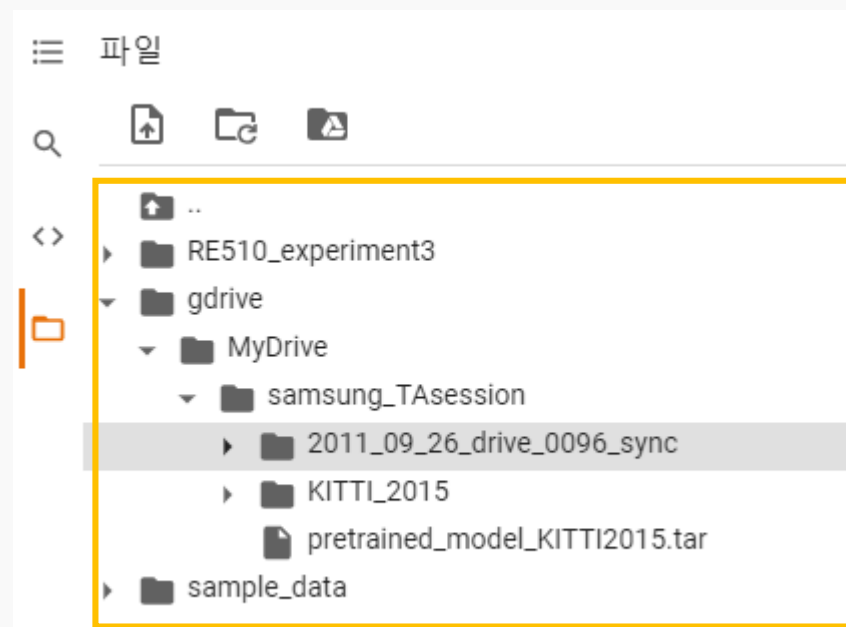 파일
..
RE510_experiment3
gdrive
MyDrive
samsung_TAsession
2011_09_26_drive_0096_sync
KITTI_2015
pretrained_model_KITTI2015.tar
sample_data